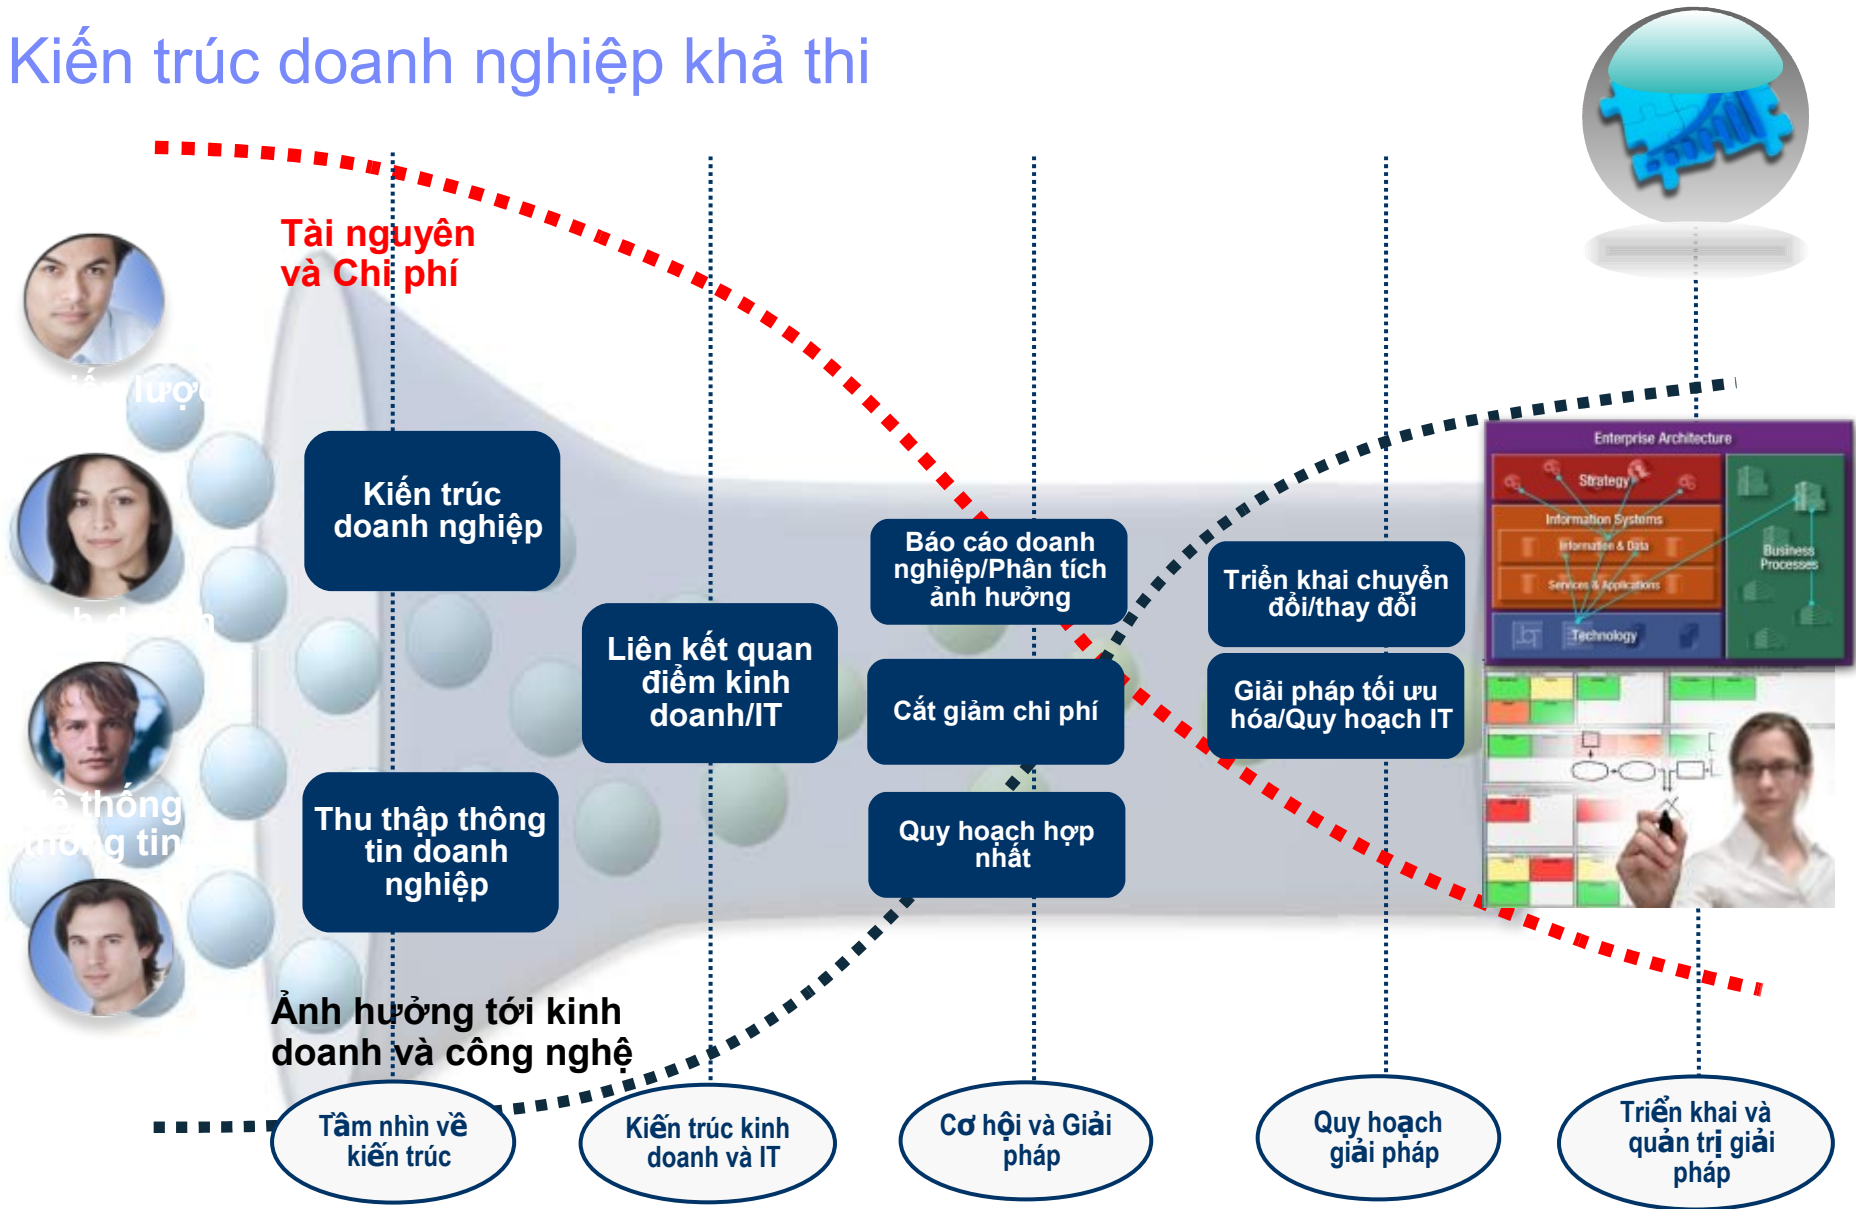 Kiến trúc doanh nghiệp khả thi
Tài nguyên
và Chi phí
lược
Kiến trúc
doanh nghiệp
Liên kết quan
điểm kinh
doanh/IT
Thu thập thông
tin doanh
nghiệp
thống
tin
Báo cáo doanh
nghiệp/Phân tích
ảnh hưởng
Cắt giảm chi phí
Quy hoạch hợp
nhất
Triển khai chuyển
đổi/thay đổi
Giải pháp tối ưu
hóa/Quy hoạch IT
Enterprise Architecture
Strategy
Information Systems
Information & Data
Services & Applications
Technology
Business
Processes
Ảnh hưởng tới kinh
doanh và công nghệ
Tầm nhìn về
kiến trúc
Kiến trúc kinh
doanh và IT
Cơ hội và Giải
pháp
Quy hoạch
giải pháp
Triển khai và
quản trị giải
pháp